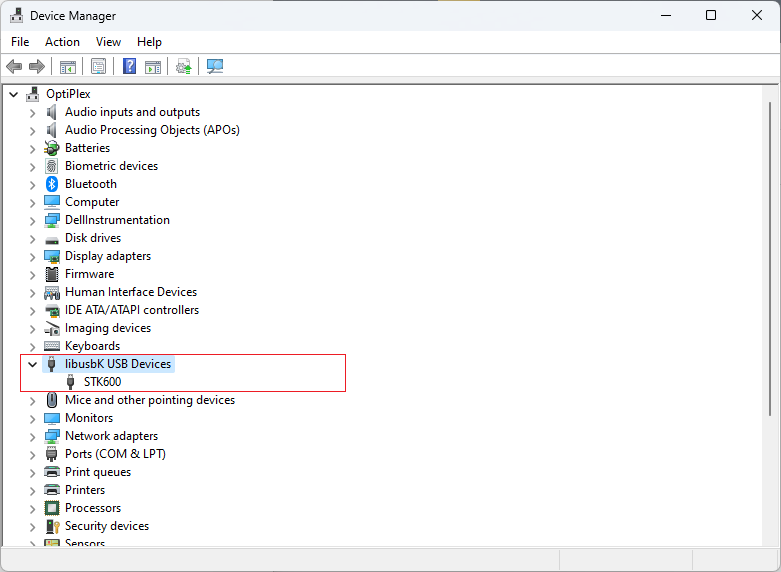 Device Manager
File Action View Help
OptiPlex
Audio inputs and outputs
Audio Processing Objects (APOs)
Batteries
Biometric devices
Bluetooth
Computer
DellInstrumentation
Disk drives
Display adapters
Firmware
Human Interface Devices
IDE ATA/ATAPI controllers
Imaging devices
Keyboards
libusbK USB Devices
STK600
Mice and other pointing devices
Monitors
Network adapters
Ports (COM & LPT)
Print queues
Printers
Processors
Security devices
Sensors